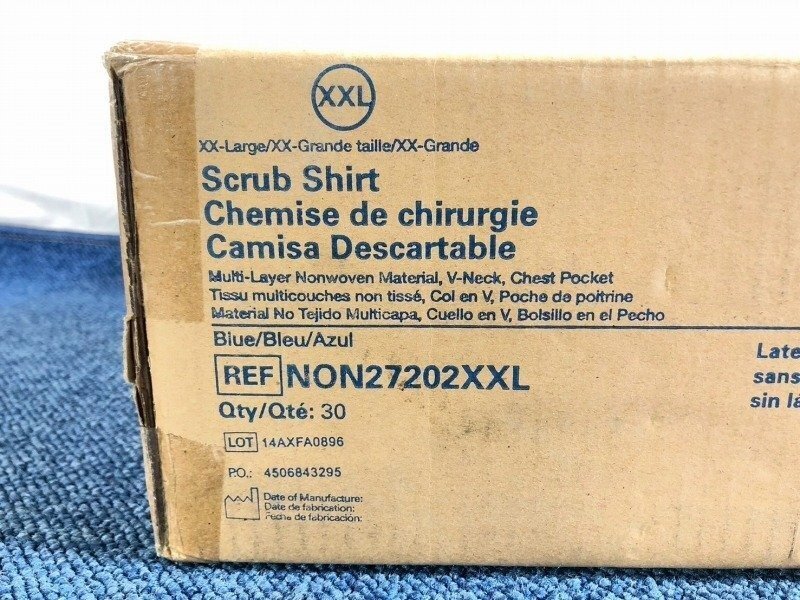 XXL
XX-Large/XX-Grande taille/XX-Grande
Scrub Shirt
Chemise de chirurgie
Camisa Descartable
Multi-Layer Nonwoven Material, V-Neck, Chest Pocket
Tissu multicouches non tissé, Col en V, Poche de poitrine
Material No Tejido Multicapa, Cuello en V, Bolsillo en el Pecho
Blue/Bleu/Azul
REF NON27202XXL
Qty/Qté: 30
LOT 14AXFA0896
P.O.: 4506843295
Date of Manufacture:
Date de fabrication:
Fecha de fabricación:
Late
sans
sin lá